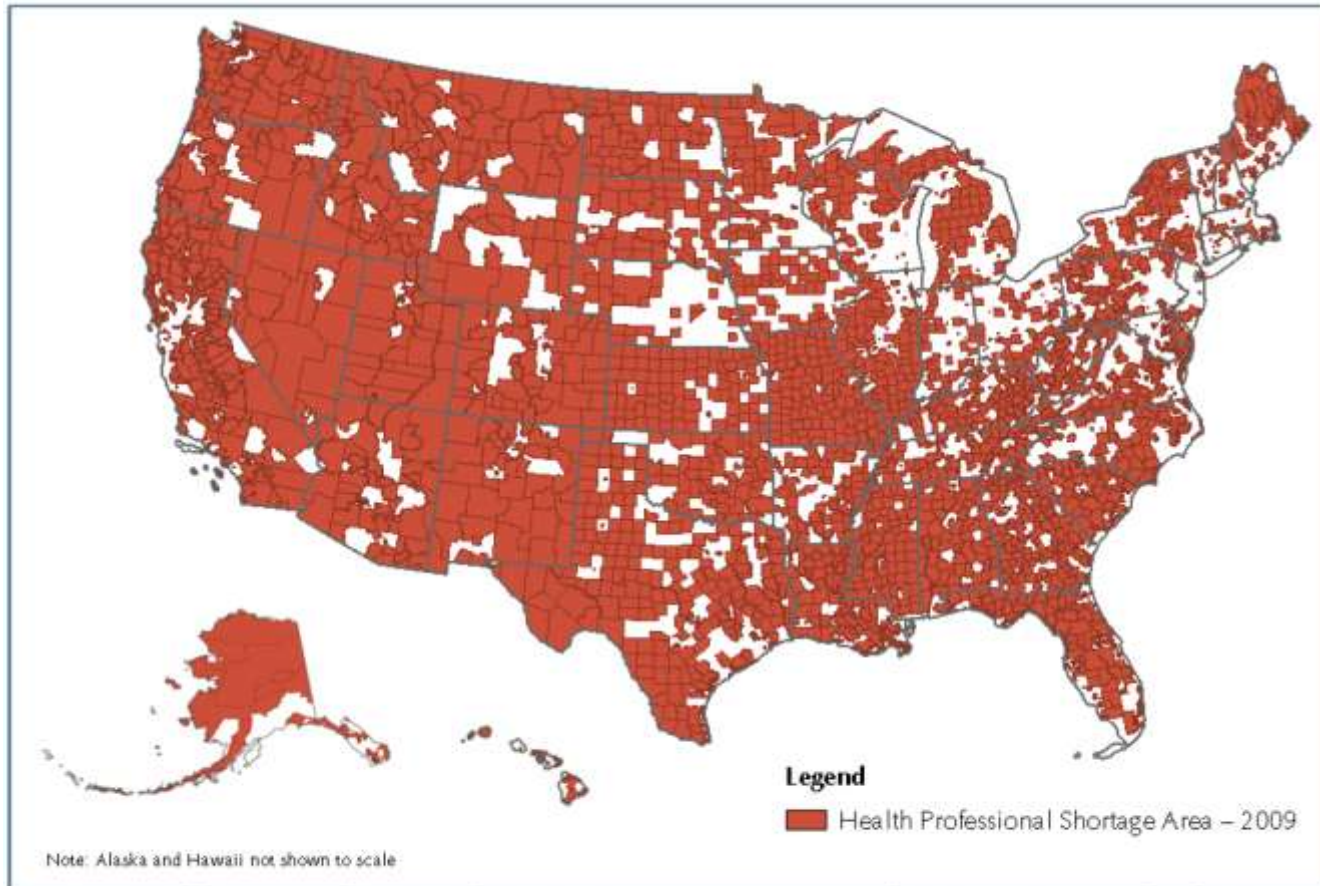 Legend
Health Professional Shortage Area – 2009
Note: Alaska and Hawaii not shown to scale